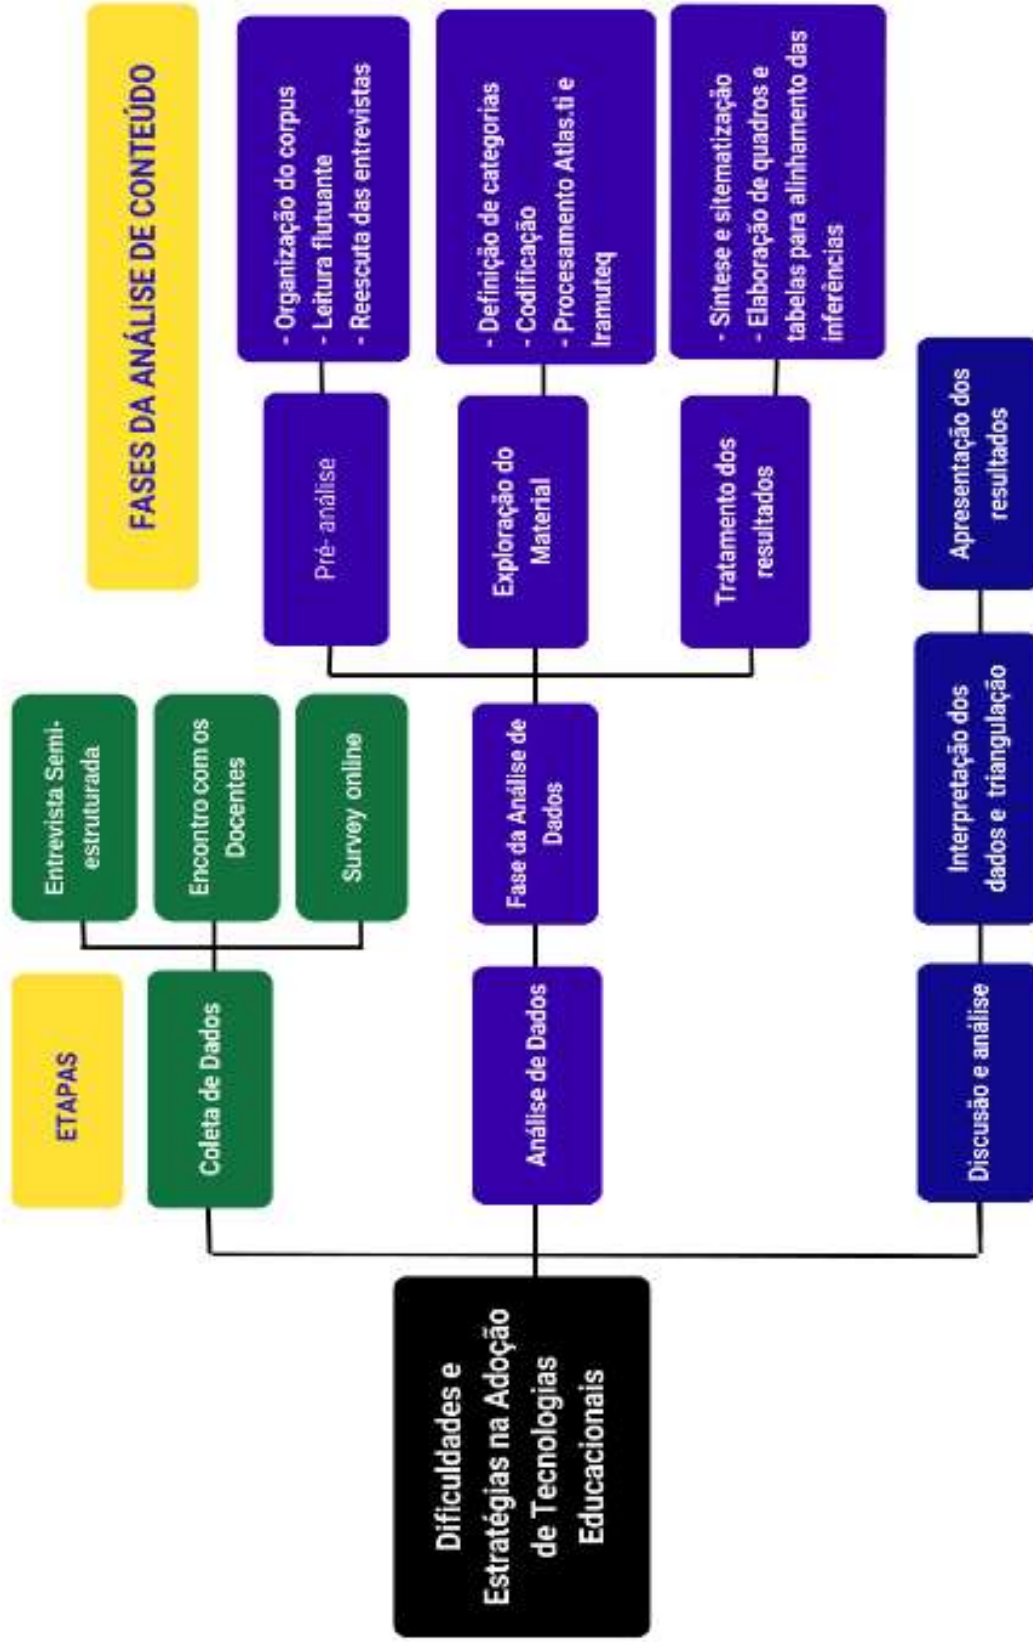 ETAPAS
FASES DA ANÁLISE DE CONTEÚDO
Dificuldades e
Estratégias na Adoção
de Tecnologias
Educacionais
Coleta de Dados
Entrevista Semi-
estruturada
Encontro com os
Docentes
Survey online
Análise de Dados
Fase da Análise de
Dados
Pré- análise
- Organização do corpus
- Leitura flutuante
- Reescuta das entrevistas
Exploração do
Material
- Definição de categorias
- Codificação
- Procesamento Atlas.ti e
Iramuteq
Tratamento dos
resultados
- Síntese e sitematização
- Elaboração de quadros e
tabelas para alinhamento das
inferências
Discusão e análise
Interpretação dos
dados e triangulação
Apresentação dos
resultados